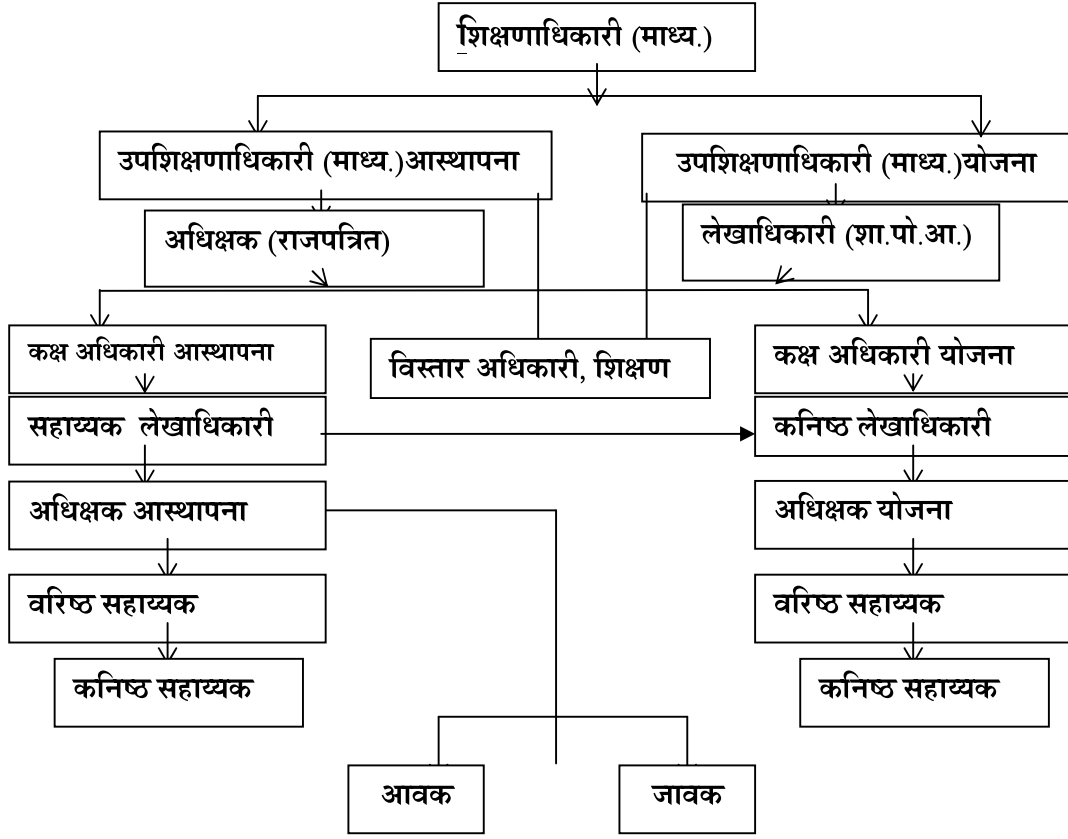 शिक्षणाधिकारी (माध्य.)
उपशिक्षणाधिकारी (माध्य.)आस्थापना
उपशिक्षणाधिकारी (माध्य.)योजना
अधिक्षक (राजपत्रित)
लेखाधिकारी (शा.पो.आ.)
कक्ष अधिकारी आस्थापना
विस्तार अधिकारी, शिक्षण
कक्ष अधिकारी योजना
सहाय्यक लेखाधिकारी
कनिष्ठ लेखाधिकारी
अधिक्षक आस्थापना
अधिक्षक योजना
वरिष्ठ सहाय्यक
वरिष्ठ सहाय्यक
कनिष्ठ सहाय्यक
कनिष्ठ सहाय्यक
आवक
जावक